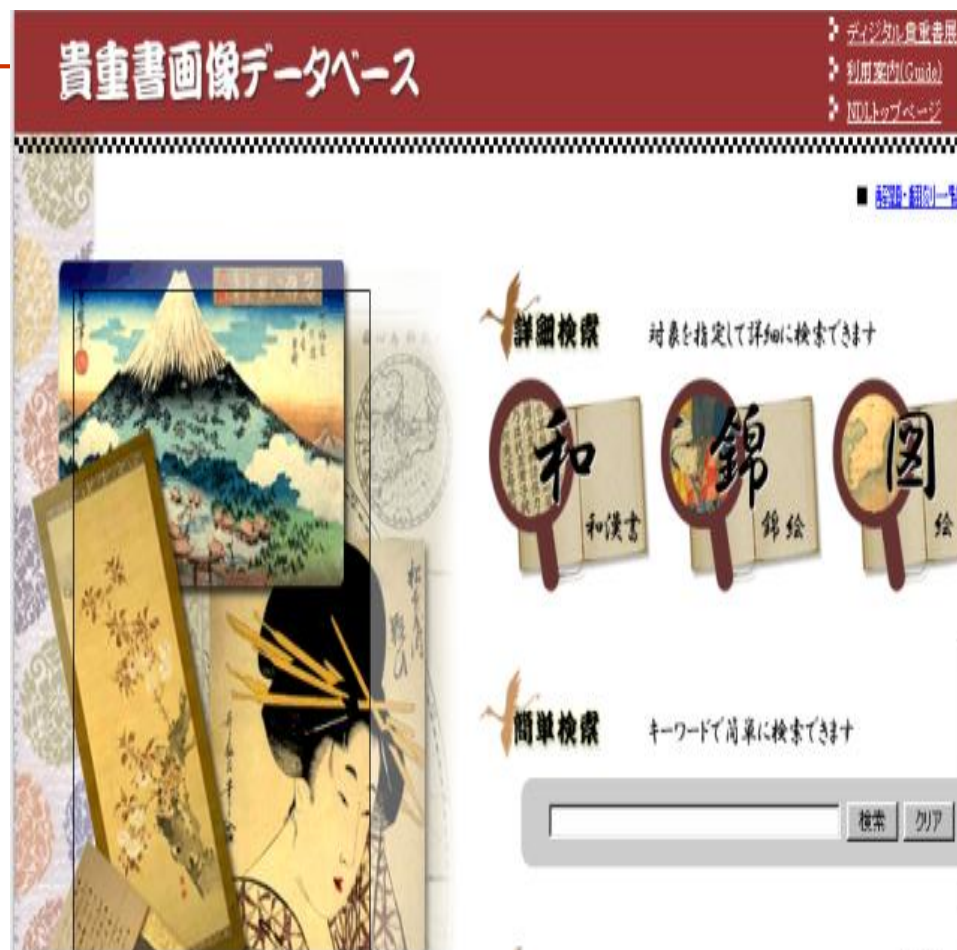 貴重書画像データベース
ディジタル貴重書展
利用案内(Guide)
NDLトップページ
詳細検索
対象を指定して詳細に検索できます
和
和漢書
錦
錦絵
図
絵
簡単検索
キーワードで簡単に検索できます
検索
クリア